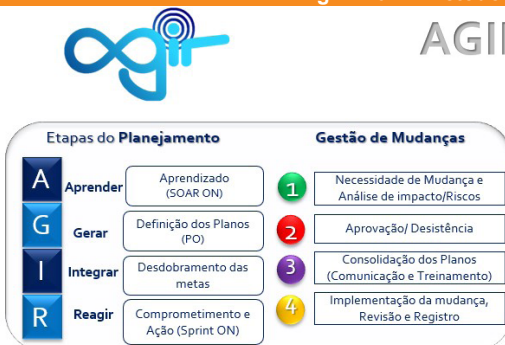 agir
AGI
Etapas do Planejamento
A Aprender
Aprendizado
(SOAR ON)
G Gerar
Definição dos Planos
(PO)
I Integrar
Desdobramento das
metas
R Reagir
Comprometimento e
Ação (Sprint ON)
Gestão de Mudanças
1
Necessidade de Mudança e
Análise de impacto/Riscos
2
Aprovação/ Desistência
3
Consolidação dos Planos
(Comunicação e Treinamento)
4
Implementação da mudança,
Revisão e Registro